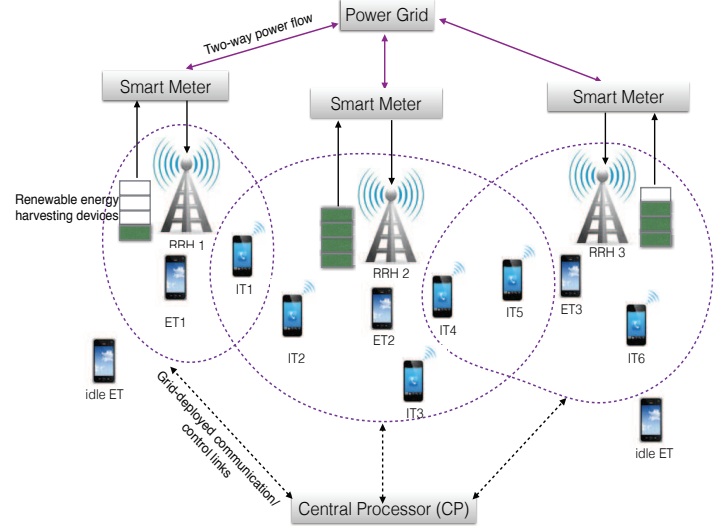 Power Grid
Two-way power flow
Smart Meter
Smart Meter
Smart Meter
Renewable energy
harvesting devices
RRH 1
RRH 2
RRH 3
IT1
ET1
IT2
ET2
IT4
IT5
ET3
IT6
IT3
idle ET
idle ET
Grid-deployed communication/
control links
Central Processor (CP)